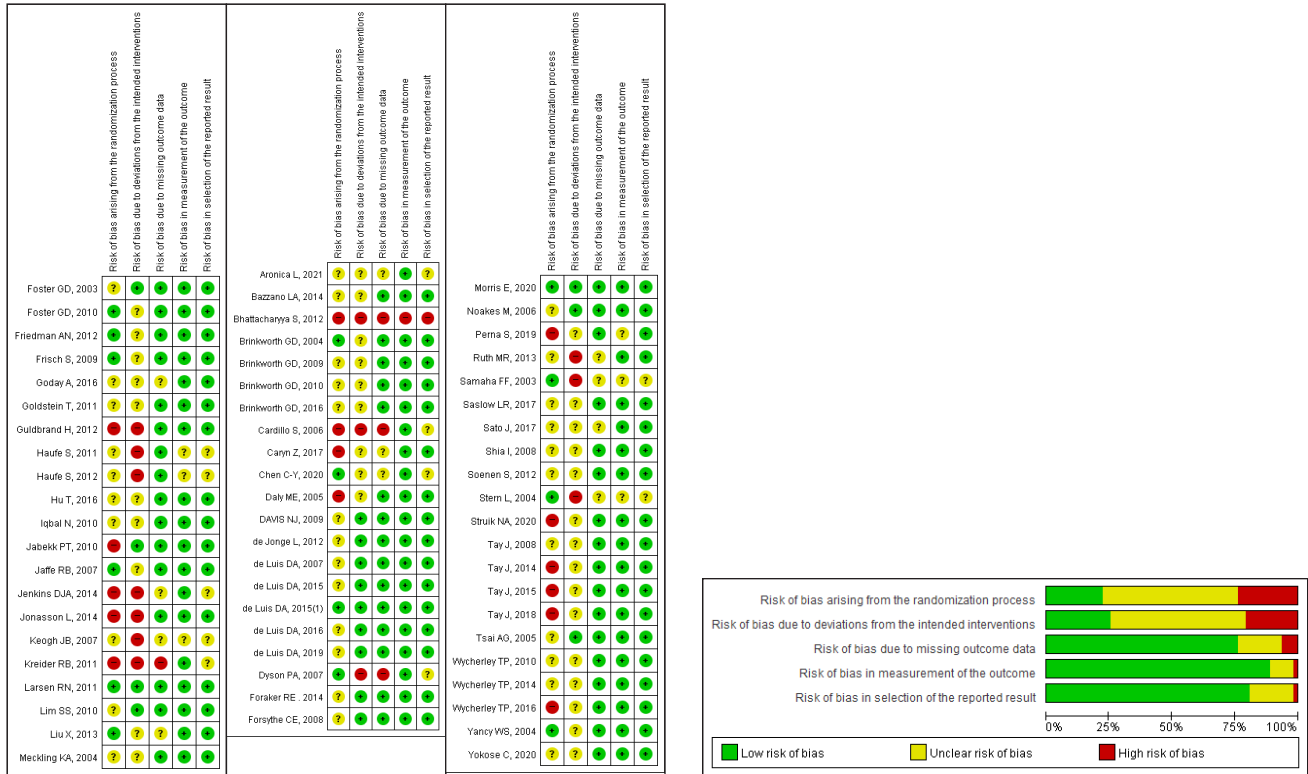 Risk of bias arising from the randomization process
Risk of bias due to deviations from the intended interventions
Risk of bias due to missing outcome data
Risk of bias in measurement of the outcome
Risk of bias in selection of the reported result
Foster GD, 2003 ? + + + +
Foster GD, 2010 + ? + + +
Friedman AN, 2012 + ? + + +
Frisch S, 2009 + ? + + +
Goday A, 2016 ? ? ? + +
Goldstein T, 2011 ? ? + + +
Guldbrand H, 2012 − − + + +
Haufe S, 2011 ? − + ? ?
Haufe S, 2012 ? − + ? ?
Hu T, 2016 ? ? + + +
Iqbal N, 2010 ? ? + + +
Jabekk PT, 2010 − + + + +
Jaffe RB, 2007 + ? + + +
Jenkins DJA, 2014 − − ? + ?
Jonasson L, 2014 − − + + +
Keogh JB, 2007 ? − ? ? ?
Kreider RB, 2011 − − − + ?
Larsen RN, 2011 + + + + +
Lim SS, 2010 ? + + + +
Liu X, 2013 + ? ? + +
Meckling KA, 2004 ? ? + + +
Risk of bias arising from the randomization process
Risk of bias due to deviations from the intended interventions
Risk of bias due to missing outcome data
Risk of bias in measurement of the outcome
Risk of bias in selection of the reported result
Aronica L, 2021 ? ? ? + ?
Bazzano LA, 2014 ? ? + + +
Bhattacharyya S, 2012 − − − − −
Brinkworth GD, 2004 + ? + + +
Brinkworth GD, 2009 ? ? + + +
Brinkworth GD, 2010 ? ? + + +
Brinkworth GD, 2016 ? ? + + +
Cardillo S, 2006 − − − + ?
Caryn Z, 2017 − ? ? + +
Chen C-Y, 2020 + ? ? + ?
Daly ME, 2005 − ? + + +
DAVIS NJ, 2009 ? + + + +
de Jonge L, 2012 ? + + + +
de Luis DA, 2007 ? + + + +
de Luis DA, 2015 ? + + + +
de Luis DA, 2015(1) + + + + +
de Luis DA, 2016 ? + + + +
de Luis DA, 2019 ? + + + +
Dyson PA, 2007 + − − + ?
Foraker RE . 2014 ? + + + +
Forsythe CE, 2008 ? + + + +
Risk of bias arising from the randomization process
Risk of bias due to deviations from the intended interventions
Risk of bias due to missing outcome data
Risk of bias in measurement of the outcome
Risk of bias in selection of the reported result
Morris E, 2020 + + + + +
Noakes M, 2006 ? + + + +
Perna S, 2019 − ? + ? +
Ruth MR, 2013 ? − ? + +
Samaha FF, 2003 + − ? ? ?
Saslow LR, 2017 ? ? + + +
Sato J, 2017 ? ? ? + +
Shia I, 2008 ? ? + + +
Soenen S, 2012 ? ? + + +
Stern L, 2004 + − ? ? ?
Struik NA, 2020 − ? + + +
Tay J, 2008 ? ? + + +
Tay J, 2014 − ? + + +
Tay J, 2015 − ? + + +
Tay J, 2018 − ? + + +
Tsai AG, 2005 ? + + + +
Wycherley TP, 2010 ? ? + + +
Wycherley TP, 2014 ? ? + + +
Wycherley TP, 2016 − ? + + +
Yancy WS, 2004 + ? + + +
Yokose C, 2020 ? ? + + +
Risk of bias arising from the randomization process
Risk of bias due to deviations from the intended interventions
Risk of bias due to missing outcome data
Risk of bias in measurement of the outcome
Risk of bias in selection of the reported result
0% 25% 50% 75% 100%
Low risk of bias Unclear risk of bias High risk of bias